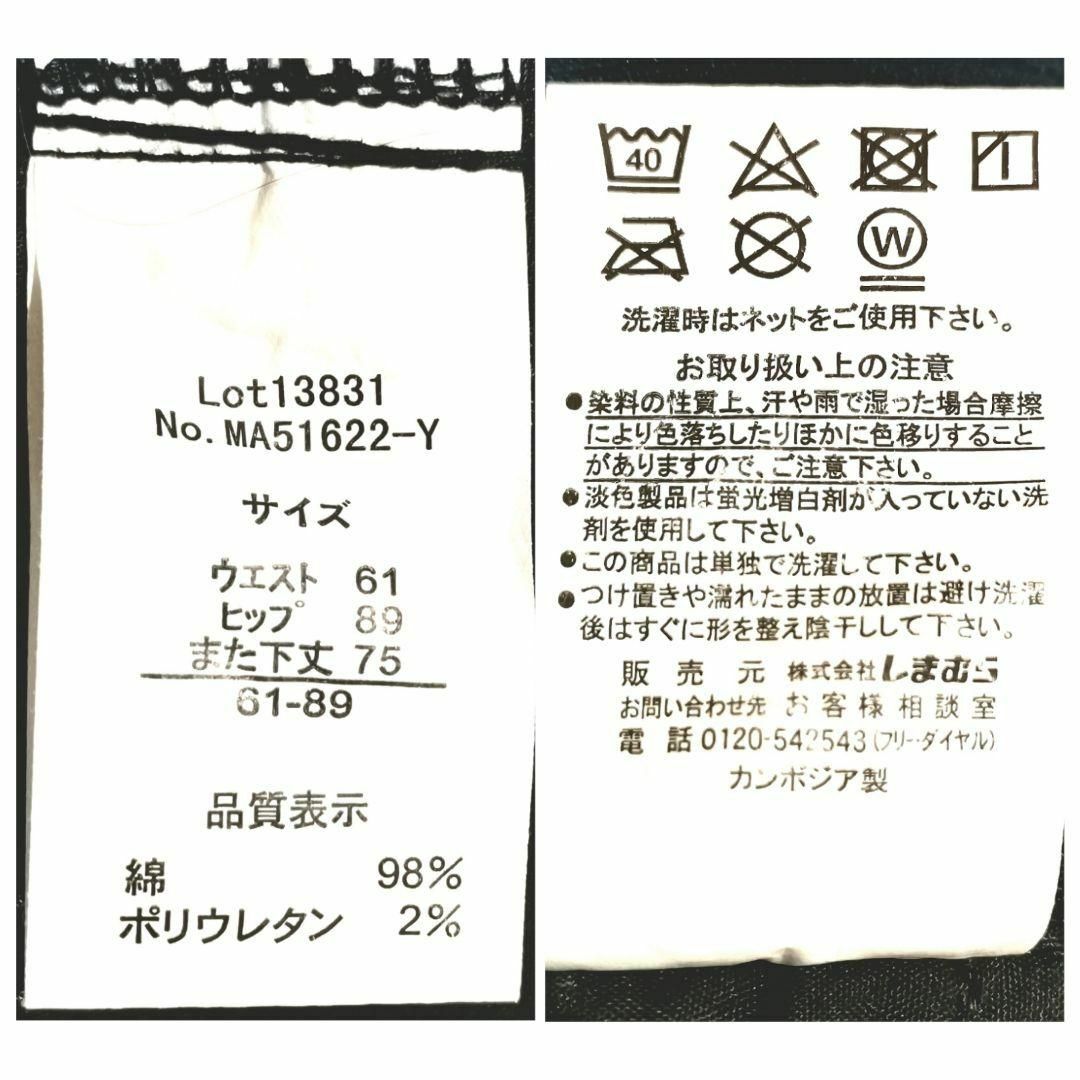 Lot13831
No. MA51622-Y
サイズ
ウエスト 61
ヒップ 89
また下丈 75
61-89
品質表示
綿 98%
ポリウレタン 2%
40
W
洗濯時はネットをご使用下さい。
お取り扱い上の注意
●染料の性質上、汗や雨で湿った場合摩擦
により色落ちしたりほかに色移りすること
がありますので、ご注意下さい。
●淡色製品は蛍光増白剤が入っていない洗
剤を使用して下さい。
●この商品は単独で洗濯して下さい。
●つけ置きや濡れたままの放置は避け洗濯
後はすぐに形を整え陰干しして下さい。
販売元 株式会社しまむら
お問い合わせ先 お客様相談室
電話 0120-542543(フリーダイヤル)
カンボジア製